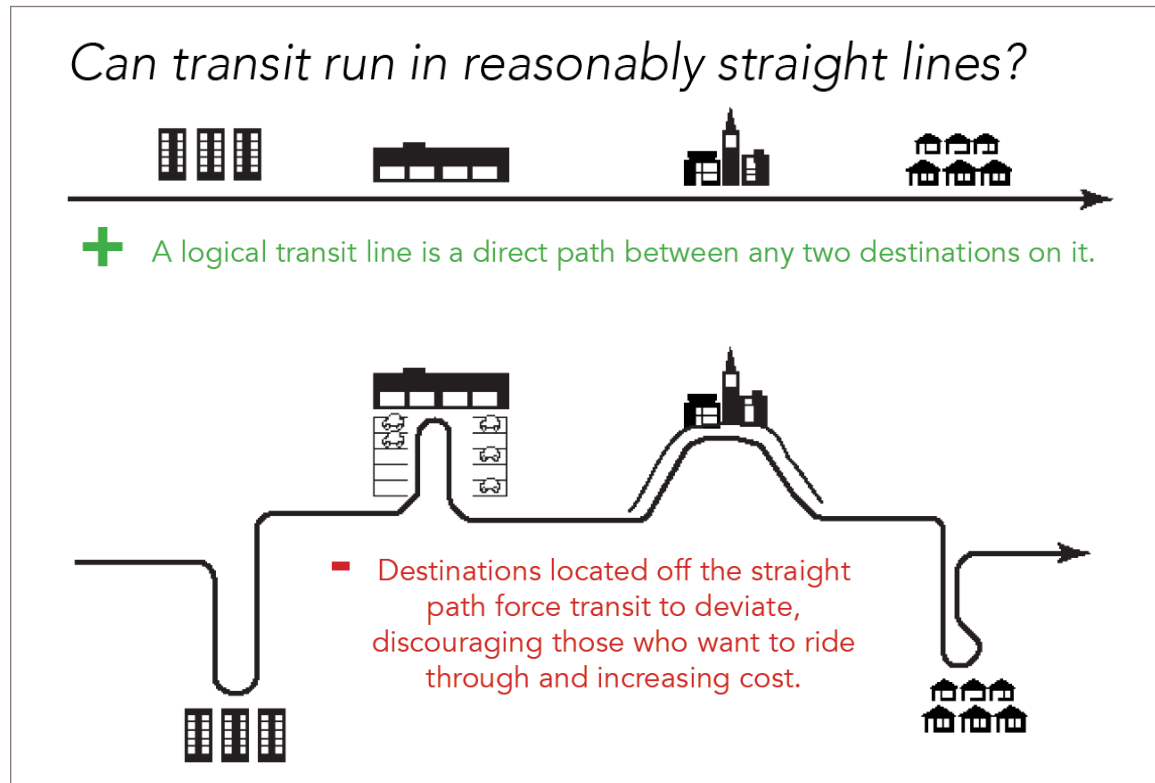 Can transit run in reasonably straight lines?
+ A logical transit line is a direct path between any two destinations on it.
- Destinations located off the straight
path force transit to deviate,
discouraging those who want to ride
through and increasing cost.